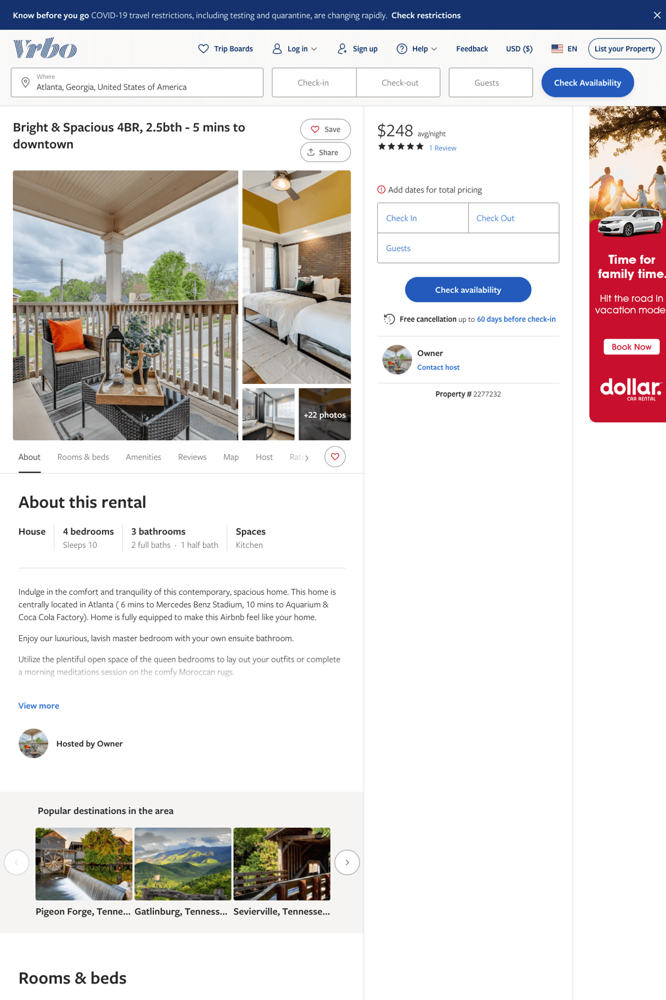 Know before you go COVID-19 travel restrictions, including testing and quarantine, are changing rapidly. Check restrictions
Vrbo
Trip Boards
Log in
Sign up
Help
Feedback
USD ($)
EN
List your Property
Where
Atlanta, Georgia, United States of America
Check-in
Check-out
Guests
Check Availability
Bright & Spacious 4BR, 2.5bth - 5 mins to
downtown
Save
Share
+22 photos
About
Rooms & beds
Amenities
Reviews
Map
Host
$248 avg/night
1 Review
Add dates for total pricing
Check In
Check Out
Guests
Check availability
Free cancellation up to 60 days before check-in
Owner
Contact host
Property # 2277232
Time for
family time.
Hit the road in
vacation mode
Book Now
dollar.
CAR RENTAL
About this rental
House
4 bedrooms
Sleeps 10
3 bathrooms
2 full baths · 1 half bath
Spaces
Kitchen
Indulge in the comfort and tranquility of this contemporary, spacious home. This home is
centrally located in Atlanta ( 6 mins to Mercedes Benz Stadium, 10 mins to Aquarium &
Coca Cola Factory). Home is fully equipped to make this Airbnb feel like your home.
Enjoy our luxurious, lavish master bedroom with your own ensuite bathroom.
Utilize the plentiful open space of the queen bedrooms to lay out your outfits or complete
a morning meditations session on the comfy Moroccan rugs.
View more
Hosted by Owner
Popular destinations in the area
Pigeon Forge, Tenne...
Gatlinburg, Tenness...
Sevierville, Tennesse...
Rooms & beds